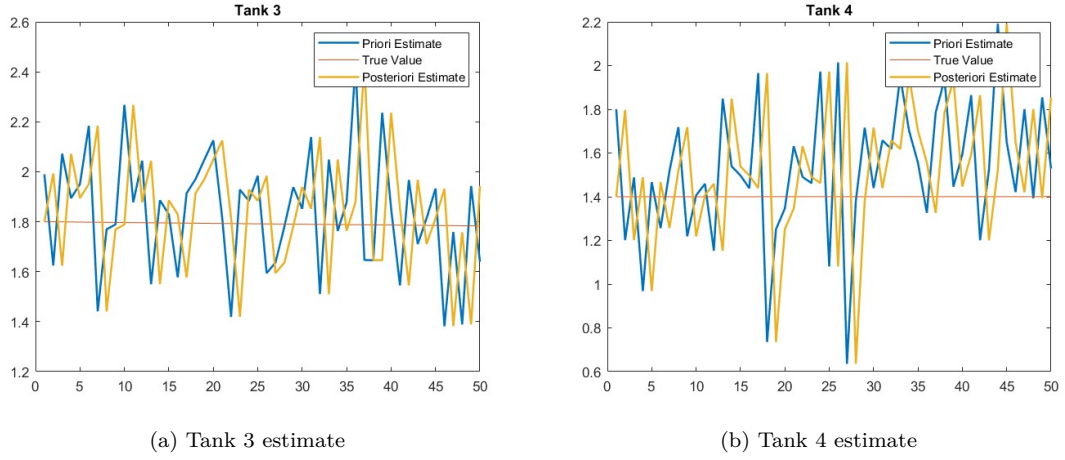 Tank 3
2.6
2.4
2.2
2
1.8
1.6
1.4
1.2
0 5 10 15 20 25 30 35 40 45 50
Priori Estimate
True Value
Posteriori Estimate
(a) Tank 3 estimate
Tank 4
2.2
2
1.8
1.6
1.4
1.2
1
0.8
0.6
0 5 10 15 20 25 30 35 40 45 50
Priori Estimate
True Value
Posteriori Estimate
(b) Tank 4 estimate